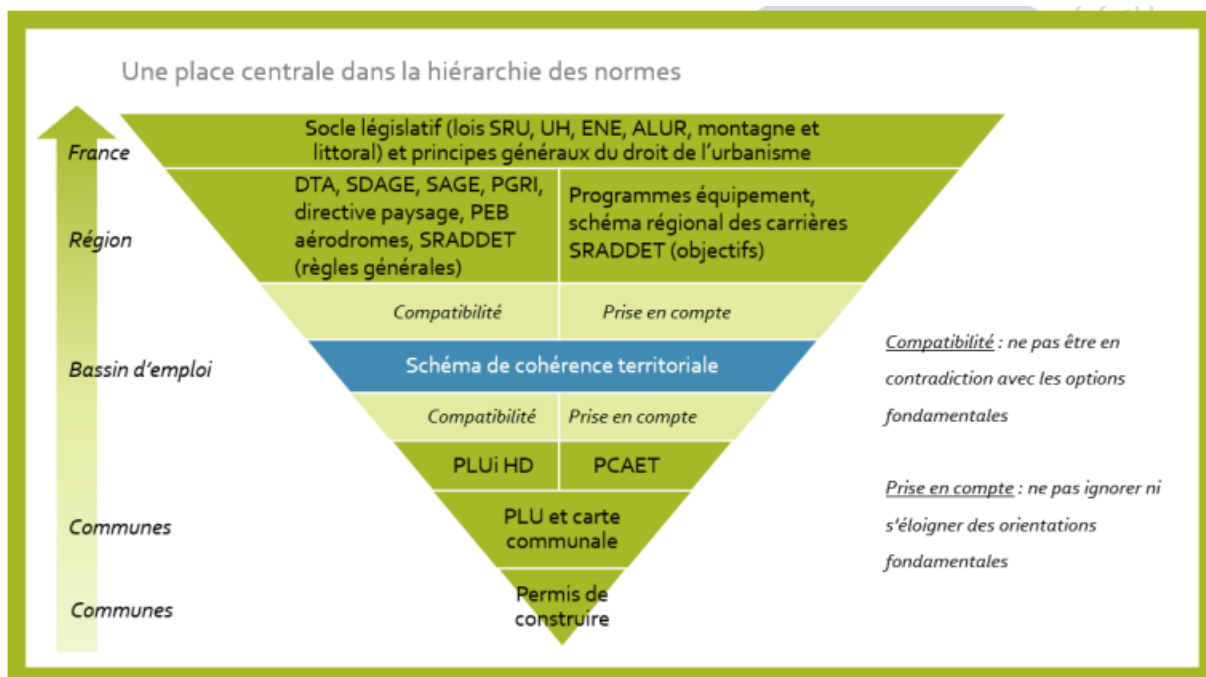 Une place centrale dans la hiérarchie des normes
Socle législatif (lois SRU, UH, ENE, ALUR, montagne et
littoral) et principes généraux du droit de l'urbanisme
France
DTA, SDAGE, SAGE, PGRI,
directive paysage, PEB
aérodromes, SRADDET
(règles générales)
Programmes équipement,
schéma régional des carrières
SRADDET (objectifs)
Région
Compatibilité
Prise en compte
Bassin d'emploi
Schéma de cohérence territoriale
Compatibilité
Prise en compte
PLUi HD
PCAET
Communes
PLU et carte
communale
Communes
Permis de
construire
Compatibilité : ne pas être en
contradiction avec les options
fondamentales
Prise en compte : ne pas ignorer ni
s'éloigner des orientations
fondamentales